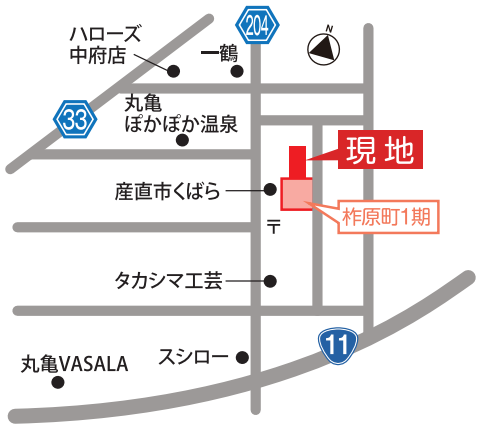 ハローズ
中府店
204
N
一鶴
33
丸亀
ぽかぽか温泉
現地
産直市くばら
柞原町1期
〒
タカシマ工芸
11
スシロー
丸亀VASALA